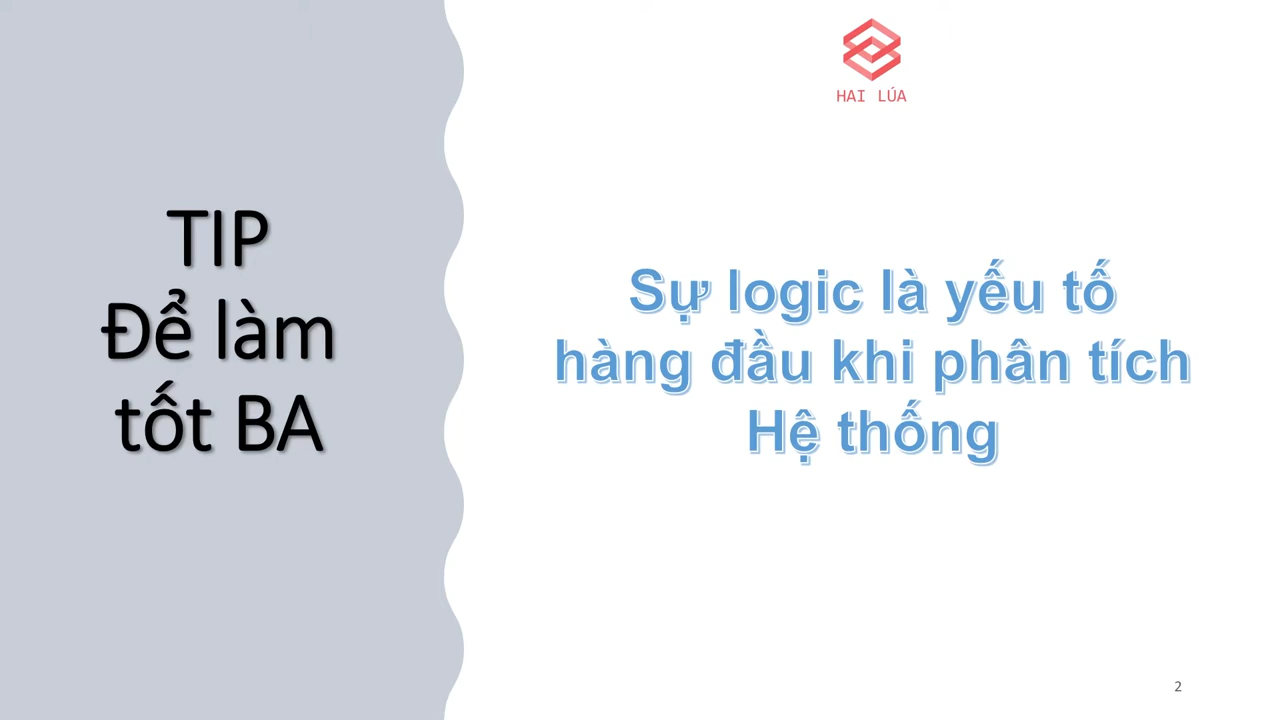 HAI LÚA
TIP
Để làm
tốt BA
Sự logic là yếu tố
hàng đầu khi phân tích
Hệ thống
2